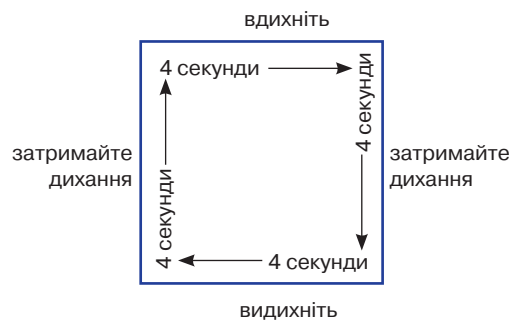 вдихніть
4 секунди
4 секунди
затримайте
дихання
затримайте
дихання
4 секунди
4 секунди
видихніть